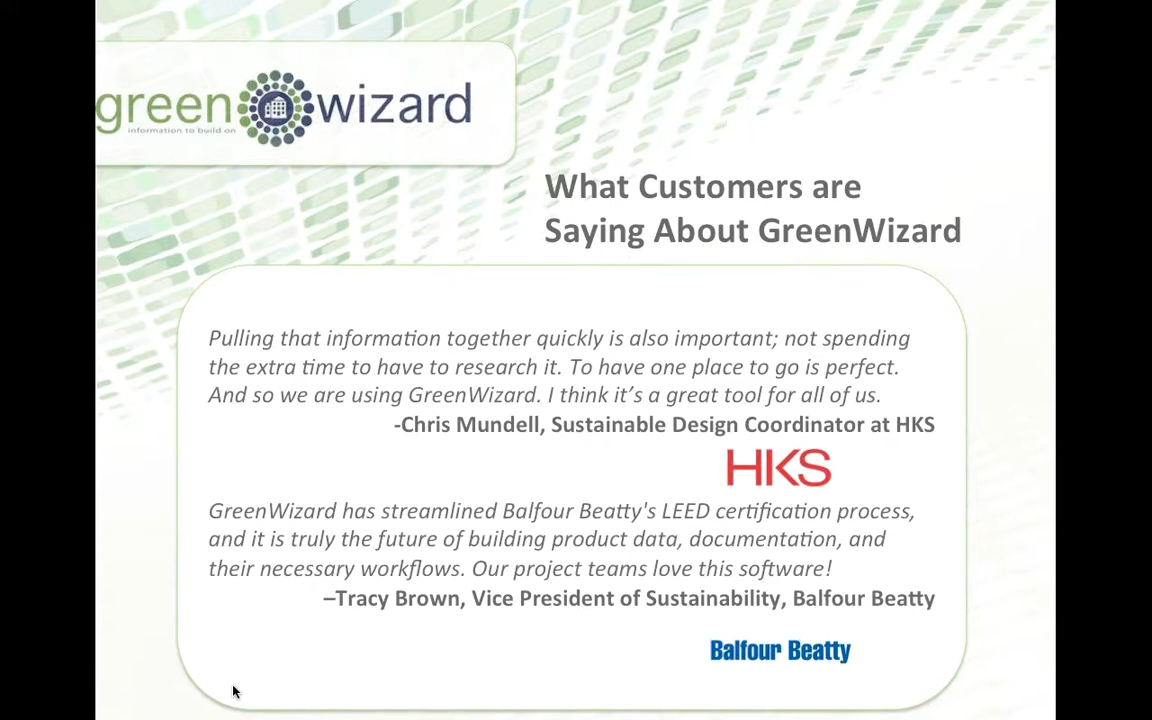 green wizard
information to build on
What Customers are
Saying About GreenWizard
Pulling that information together quickly is also important; not spending
the extra time to have to research it. To have one place to go is perfect.
And so we are using GreenWizard. I think it’s a great tool for all of us.
-Chris Mundell, Sustainable Design Coordinator at HKS
HKS
GreenWizard has streamlined Balfour Beatty's LEED certification process,
and it is truly the future of building product data, documentation, and
their necessary workflows. Our project teams love this software!
–Tracy Brown, Vice President of Sustainability, Balfour Beatty
Balfour Beatty